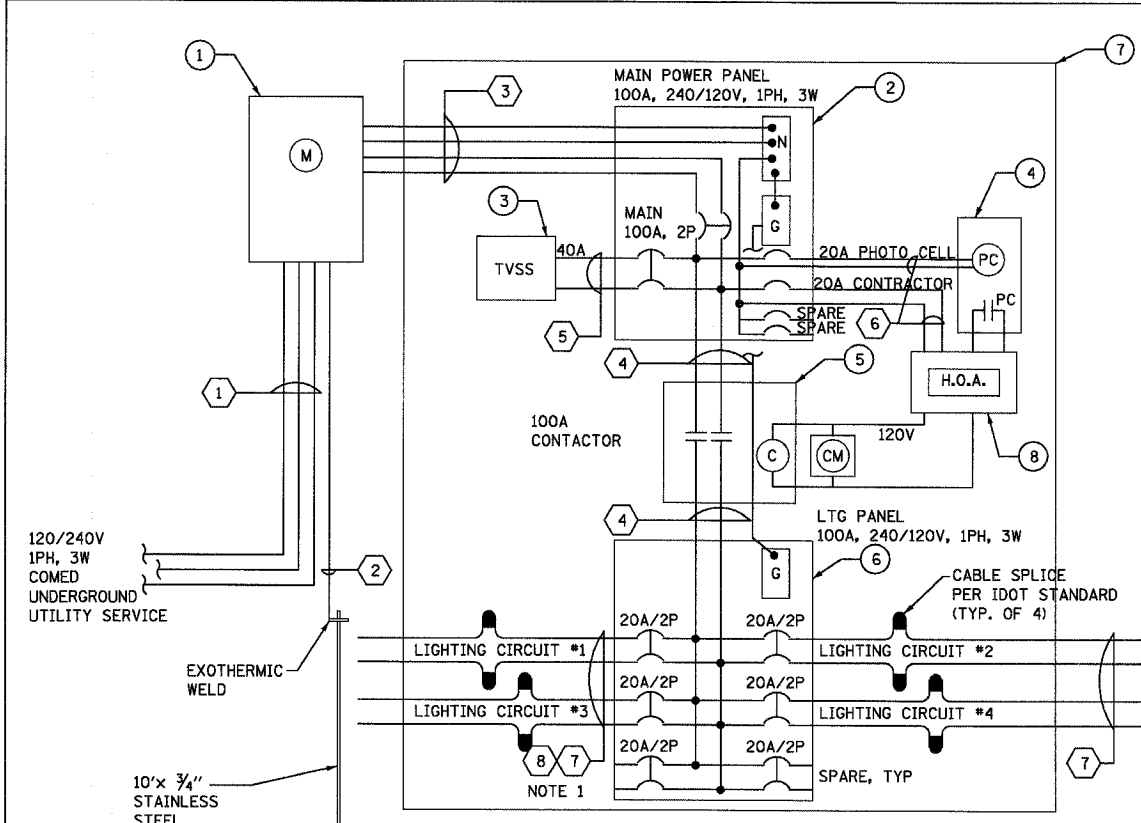 1
7
MAIN POWER PANEL
100A, 240/120V, 1PH, 3W
2
3
M
N
3
4
MAIN
100A, 2P
G
40A
TVSS
20A PHOTO CELL
PC
20A CONTRACTOR
PC
SPARE
SPARE
5
6
4
5
H.O.A.
1
100A
CONTACTOR
120V
C
CM
8
4
LTG PANEL
100A, 240/120V, 1PH, 3W
120/240V
1PH, 3W
COMED
UNDERGROUND
UTILITY SERVICE
2
G
6
CABLE SPLICE
PER IDOT STANDARD
(TYP. OF 4)
20A/2P
20A/2P
LIGHTING CIRCUIT #1
LIGHTING CIRCUIT #2
EXOTHERMIC
WELD
20A/2P
20A/2P
LIGHTING CIRCUIT #3
LIGHTING CIRCUIT #4
20A/2P
20A/2P
8
7
7
NOTE 1
SPARE, TYP
10'x 3/4"
STAINLESS
STEEL